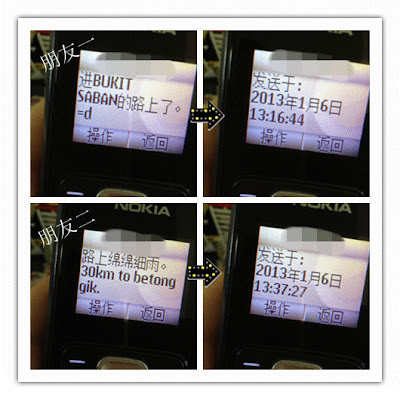 朋友一
进BUKIT
SABAN的路上了。
=d
操作 返回
发送于:
2013年1月6日
13:16:44
操作 返回
朋友二
NOKIA
路上绵绵细雨。
30km to betong
gik.
操作 返回
NOKIA
发送于:
2013年1月6日
13:37:27
操作 返回